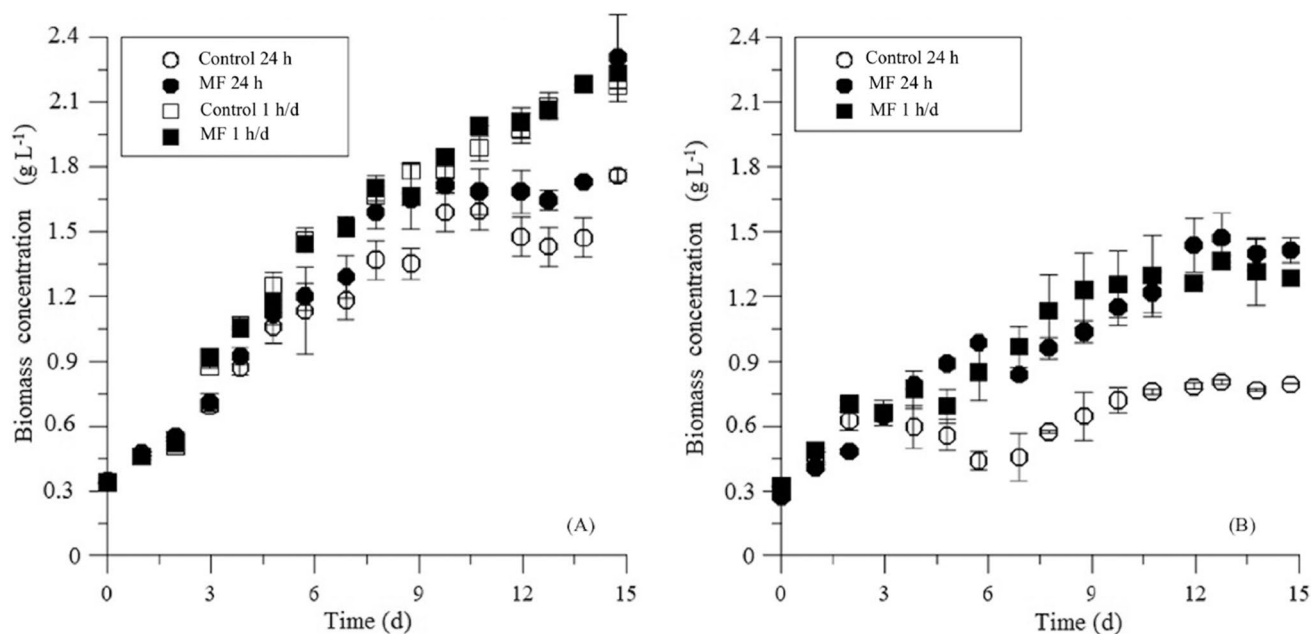 2.4
2.1
1.8
1.5
1.2
0.9
0.6
0.3
0
Biomass concentration (g L-1)
Control 24 h
MF 24 h
Control 1 h/d
MF 1 h/d
(A)
0 3 6 9 12 15
Time (d)
2.4
2.1
1.8
1.5
1.2
0.9
0.6
0.3
0
Biomass concentration (g L-1)
Control 24 h
MF 24 h
MF 1 h/d
(B)
0 3 6 9 12 15
Time (d)